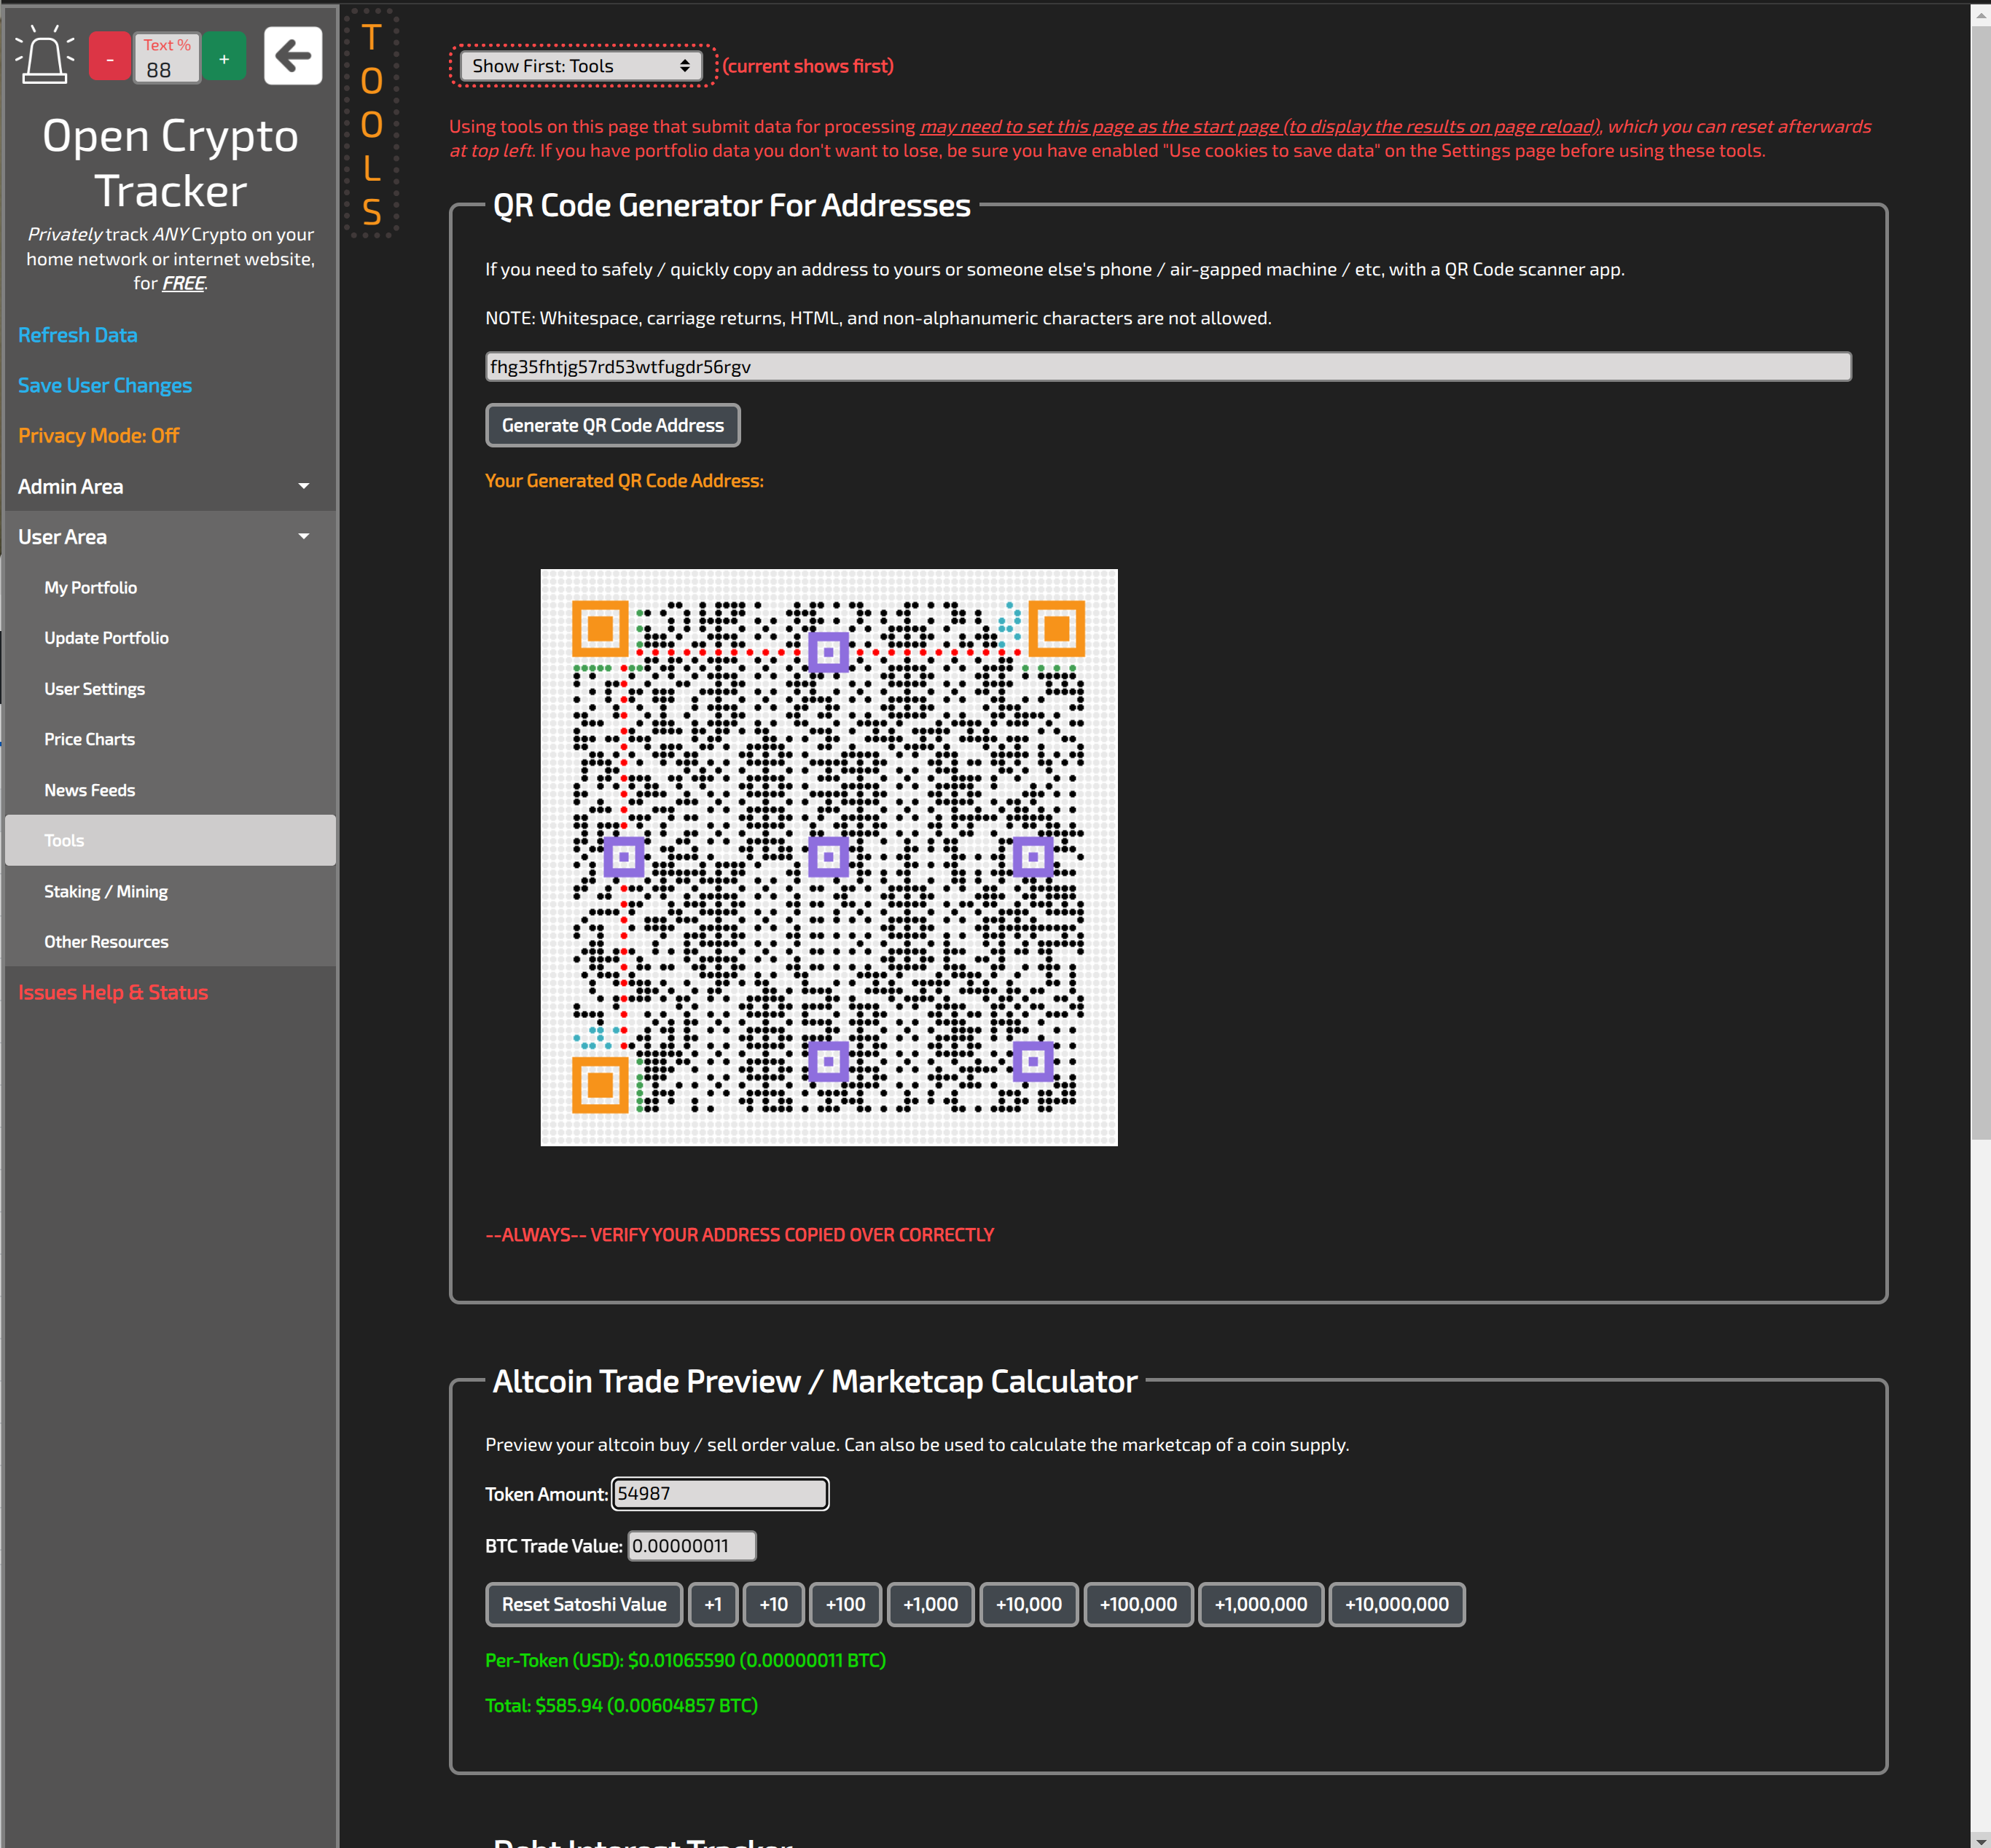 Text %
-
88
+
Open Crypto
Tracker
Privately track ANY Crypto on your
home network or internet website,
for FREE.
Refresh Data
Save User Changes
Privacy Mode: Off
Admin Area
User Area
My Portfolio
Update Portfolio
User Settings
Price Charts
News Feeds
Tools
Staking / Mining
Other Resources
Issues Help & Status
T
O
O
L
S
Show First: Tools
(current shows first)
Using tools on this page that submit data for processing may need to set this page as the start page (to display the results on page reload), which you can reset afterwards
at top left. If you have portfolio data you don't want to lose, be sure you have enabled "Use cookies to save data" on the Settings page before using these tools.
QR Code Generator For Addresses
If you need to safely / quickly copy an address to yours or someone else's phone / air-gapped machine / etc, with a QR Code scanner app.
NOTE: Whitespace, carriage returns, HTML, and non-alphanumeric characters are not allowed.
fhg35fhtjg57rd53wtfugdr56rgv
Generate QR Code Address
Your Generated QR Code Address:
--ALWAYS-- VERIFY YOUR ADDRESS COPIED OVER CORRECTLY
Altcoin Trade Preview / Marketcap Calculator
Preview your altcoin buy / sell order value. Can also be used to calculate the marketcap of a coin supply.
Token Amount: 54987
BTC Trade Value: 0.00000011
Reset Satoshi Value +1 +10 +100 +1,000 +10,000 +100,000 +1,000,000 +10,000,000
Per-Token (USD): $0.01065590 (0.00000011 BTC)
Total: $585.94 (0.00604857 BTC)
Debt Interest Tracker